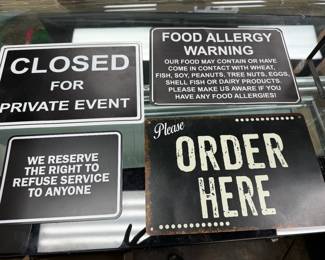 CLOSED
FOR
PRIVATE EVENT
FOOD ALLERGY
WARNING
OUR FOOD MAY CONTAIN OR HAVE
COME IN CONTACT WITH WHEAT,
FISH, SOY, PEANUTS, TREE NUTS, EGGS,
SHELL FISH OR DAIRY PRODUCTS.
PLEASE MAKE US AWARE IF YOU
HAVE ANY FOOD ALLERGIES!
WE RESERVE
THE RIGHT TO
REFUSE SERVICE
TO ANYONE
Please
ORDER
HERE